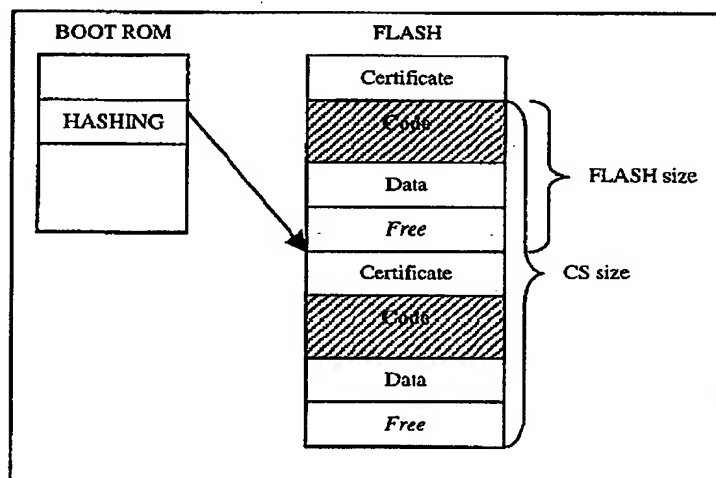 BOOT ROM
HASHING
FLASH
Certificate
Code
Data
Free
Certificate
Code
Data
Free
FLASH size
CS size